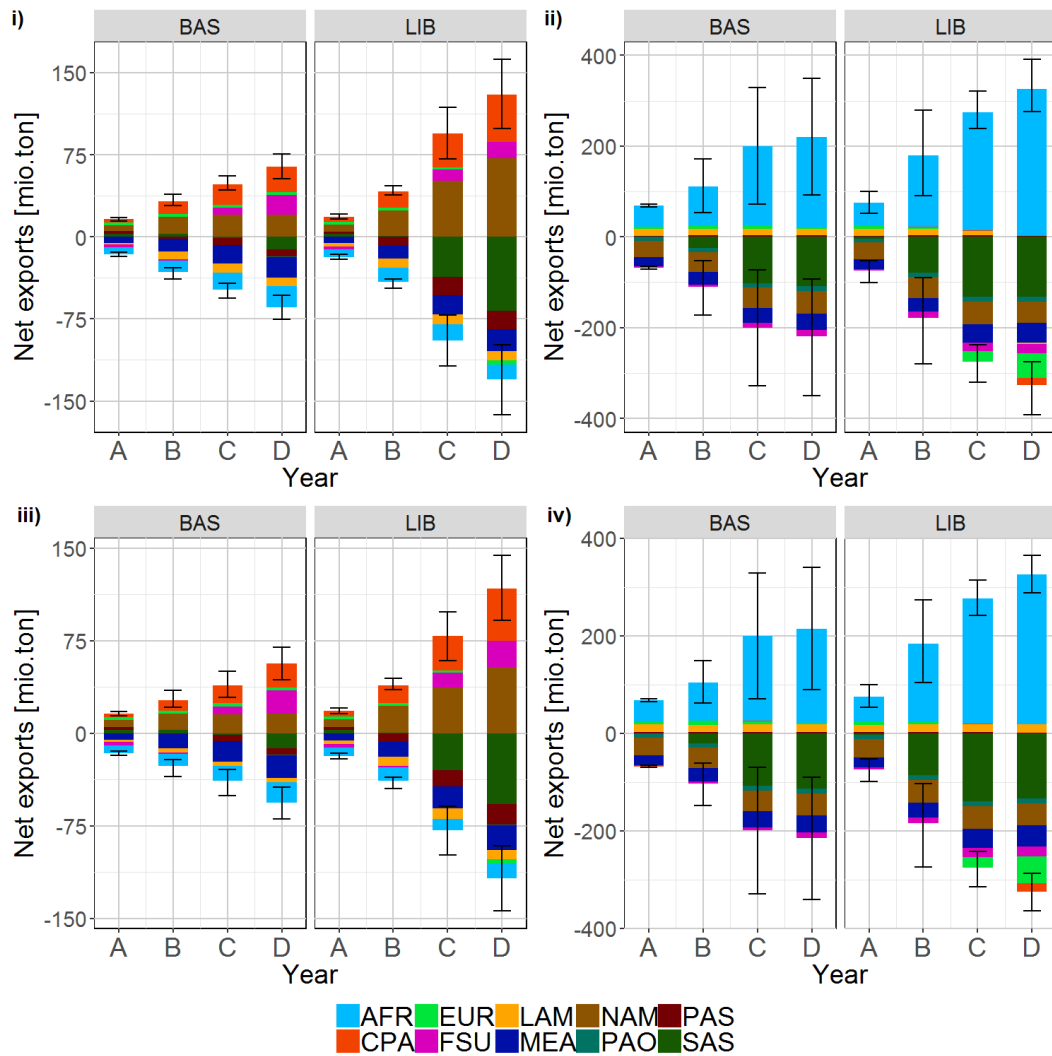 i)
BAS LIB
150
75
0
-75
-150
Net exports [mio.ton]
A B C D A B C D
Year
ii)
BAS LIB
400
200
0
-200
-400
Net exports [mio.ton]
A B C D A B C D
Year
iii)
BAS LIB
150
75
0
-75
-150
Net exports [mio.ton]
A B C D A B C D
Year
iv)
BAS LIB
400
200
0
-200
-400
Net exports [mio.ton]
A B C D A B C D
Year
AFR EUR LAM NAM PAS
CPA FSU MEA PAO SAS